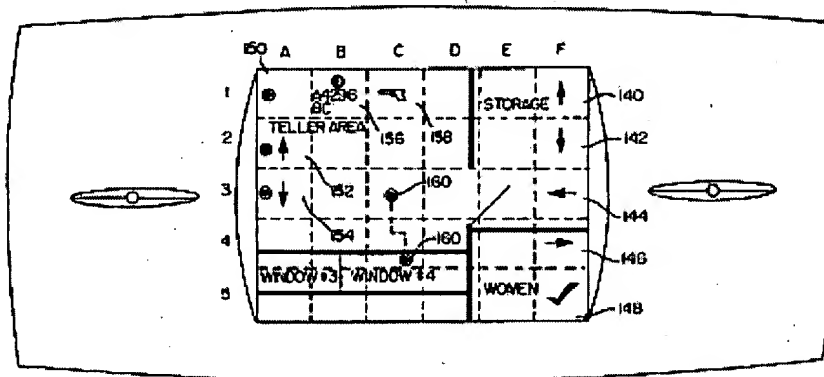 150 A B C D E F
1 A4296 STORAGE 140
BC
2 TELLER AREA 156 158 142
3 152 160 144
4 154 160 146
WINDOW #3 WINDOW #4
5 WOMEN 148